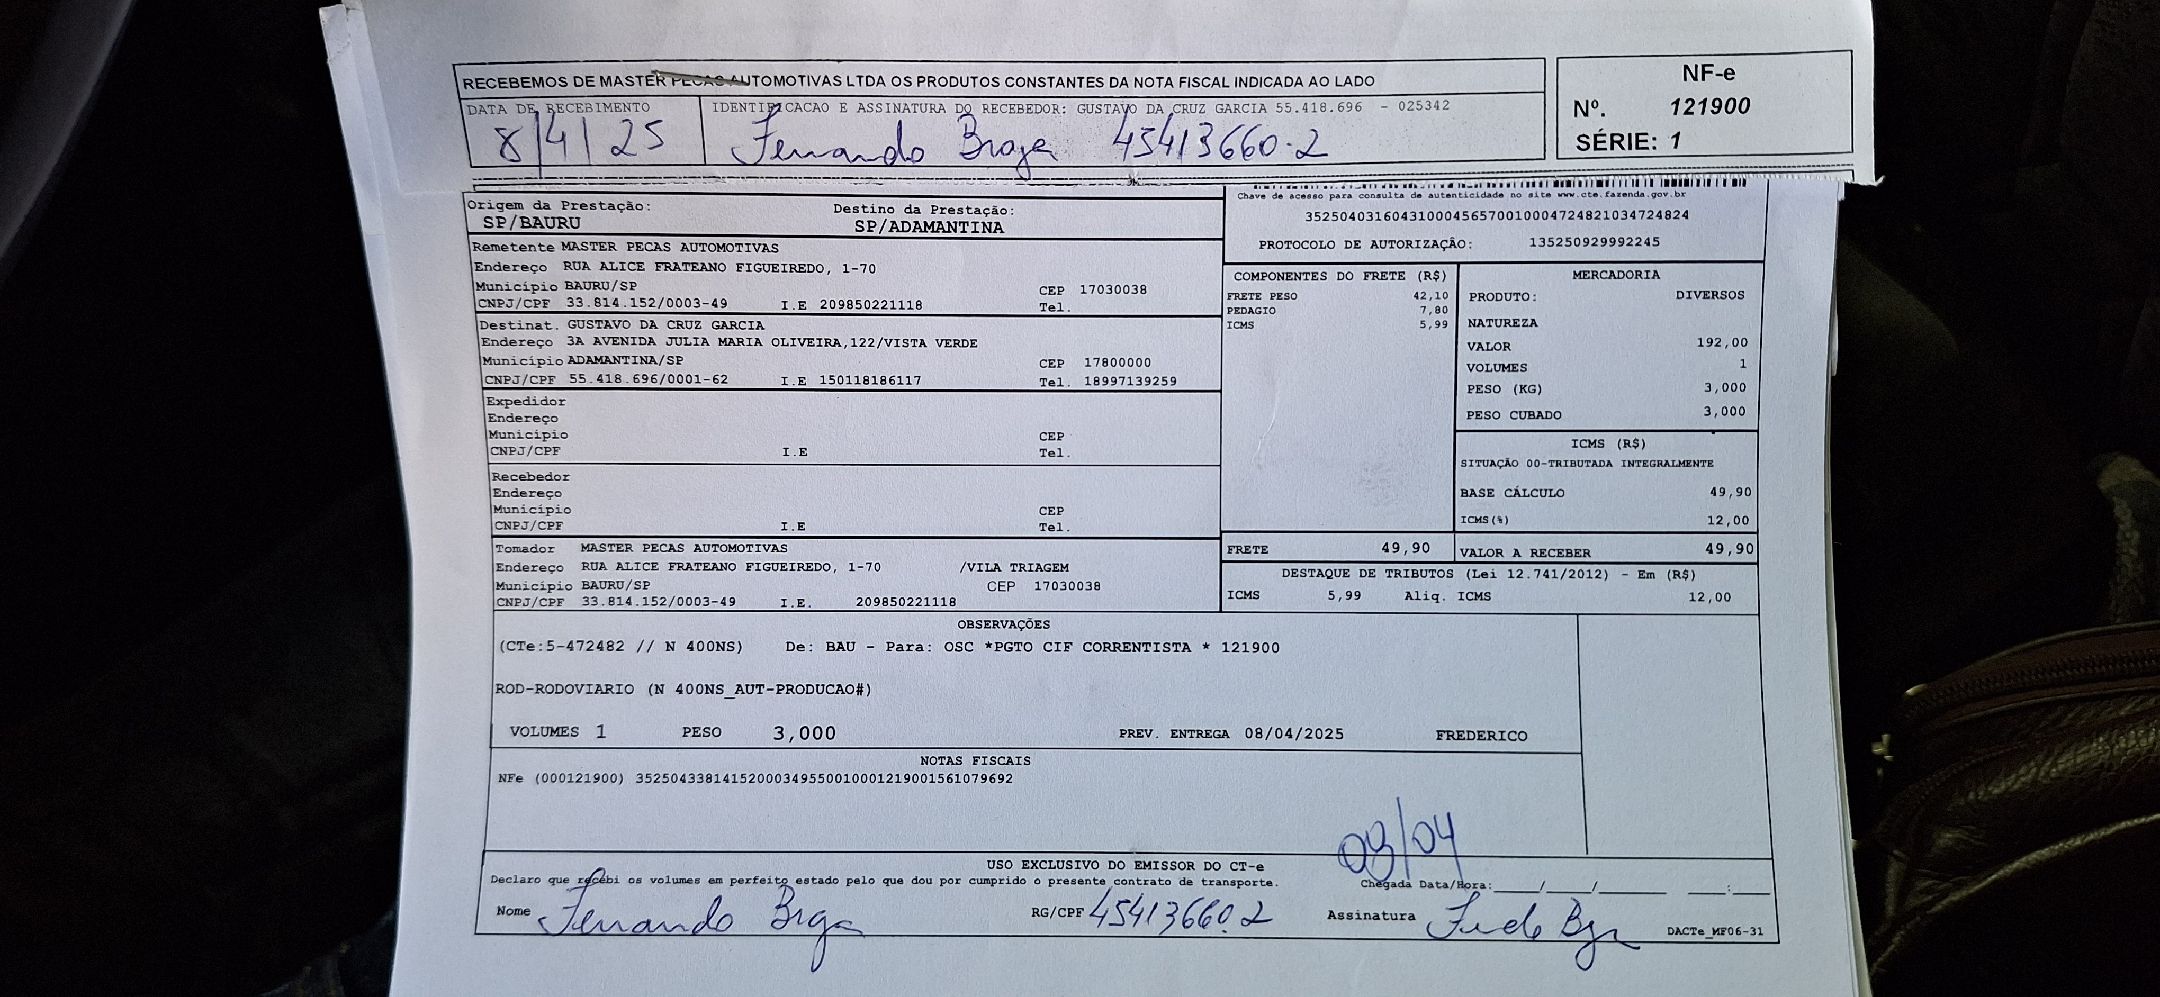 RECEBEMOS DE MASTER PECAS AUTOMOTIVAS LTDA OS PRODUTOS CONSTANTES DA NOTA FISCAL INDICADA AO LADO
DATA DE RECEBIMENTO
8/4/25
IDENTIFICACAO E ASSINATURA DO RECEBEDOR: GUSTAVO DA CRUZ GARCIA 55.418.696 - 025342
Fernando Braga 45413660.2
NF-e
Nº. 121900
SÉRIE: 1
Origem da Prestação:
SP/BAURU
Destino da Prestação:
SP/ADAMANTINA
Chave de acesso para consulta de autenticidade no site www.cte.fazenda.gov.br
35250403160431000456570010004724821034724824
PROTOCOLO DE AUTORIZAÇÂO: 135250929992245
Remetente MASTER PECAS AUTOMOTIVAS
Endereço RUA ALICE FRATEANO FIGUEIREDO, 1-70
Município BAURU/SP CEP 17030038
CNPJ/CPF 33.814.152/0003-49 I.E 209850221118 Tel.
Destinat. GUSTAVO DA CRUZ GARCIA
Endereço 3A AVENIDA JULIA MARIA OLIVEIRA,122/VISTA VERDE
Município ADAMANTINA/SP CEP 17800000
CNPJ/CPF 55.418.696/0001-62 I.E 150118186117 Tel. 18997139259
Expedidor
Endereço
Município CEP
CNPJ/CPF I.E Tel.
Recebedor
Endereço
Município CEP
CNPJ/CPF I.E Tel.
Tomador MASTER PECAS AUTOMOTIVAS
Endereço RUA ALICE FRATEANO FIGUEIREDO, 1-70 /VILA TRIAGEM
Município BAURU/SP CEP 17030038
CNPJ/CPF 33.814.152/0003-49 I.E. 209850221118
COMPONENTES DO FRETE (R$)
FRETE PESO 42,10
PEDAGIO 7,80
ICMS 5,99
MERCADORIA
PRODUTO: DIVERSOS
NATUREZA
VALOR 192,00
VOLUMES 1
PESO (KG) 3,000
PESO CUBADO 3,000
ICMS (R$)
SITUAÇÃO 00-TRIBUTADA INTEGRALMENTE
BASE CÁLCULO 49,90
ICMS(%) 12,00
FRETE 49,90
VALOR A RECEBER 49,90
DESTAQUE DE TRIBUTOS (Lei 12.741/2012) - Em (R$)
ICMS 5,99 Aliq. ICMS 12,00
OBSERVAÇÕES
(CTe:5-472482 // N 400NS) De: BAU - Para: OSC *PGTO CIF CORRENTISTA * 121900
ROD-RODOVIARIO (N 400NS_AUT-PRODUCAO#)
VOLUMES 1 PESO 3,000 PREV. ENTREGA 08/04/2025 FREDERICO
NOTAS FISCAIS
NFe (000121900) 35250433814152000349550010001219001561079692
08/04
USO EXCLUSIVO DO EMISSOR DO CT-e
Declaro que recebi os volumes em perfeito estado pelo que dou por cumprido o presente contrato de transporte.
Chegada Data/Hora:____/____/______ ___:___
Nome Fernando Braga RG/CPF 45413660.2 Assinatura
DACTe_MF06-31